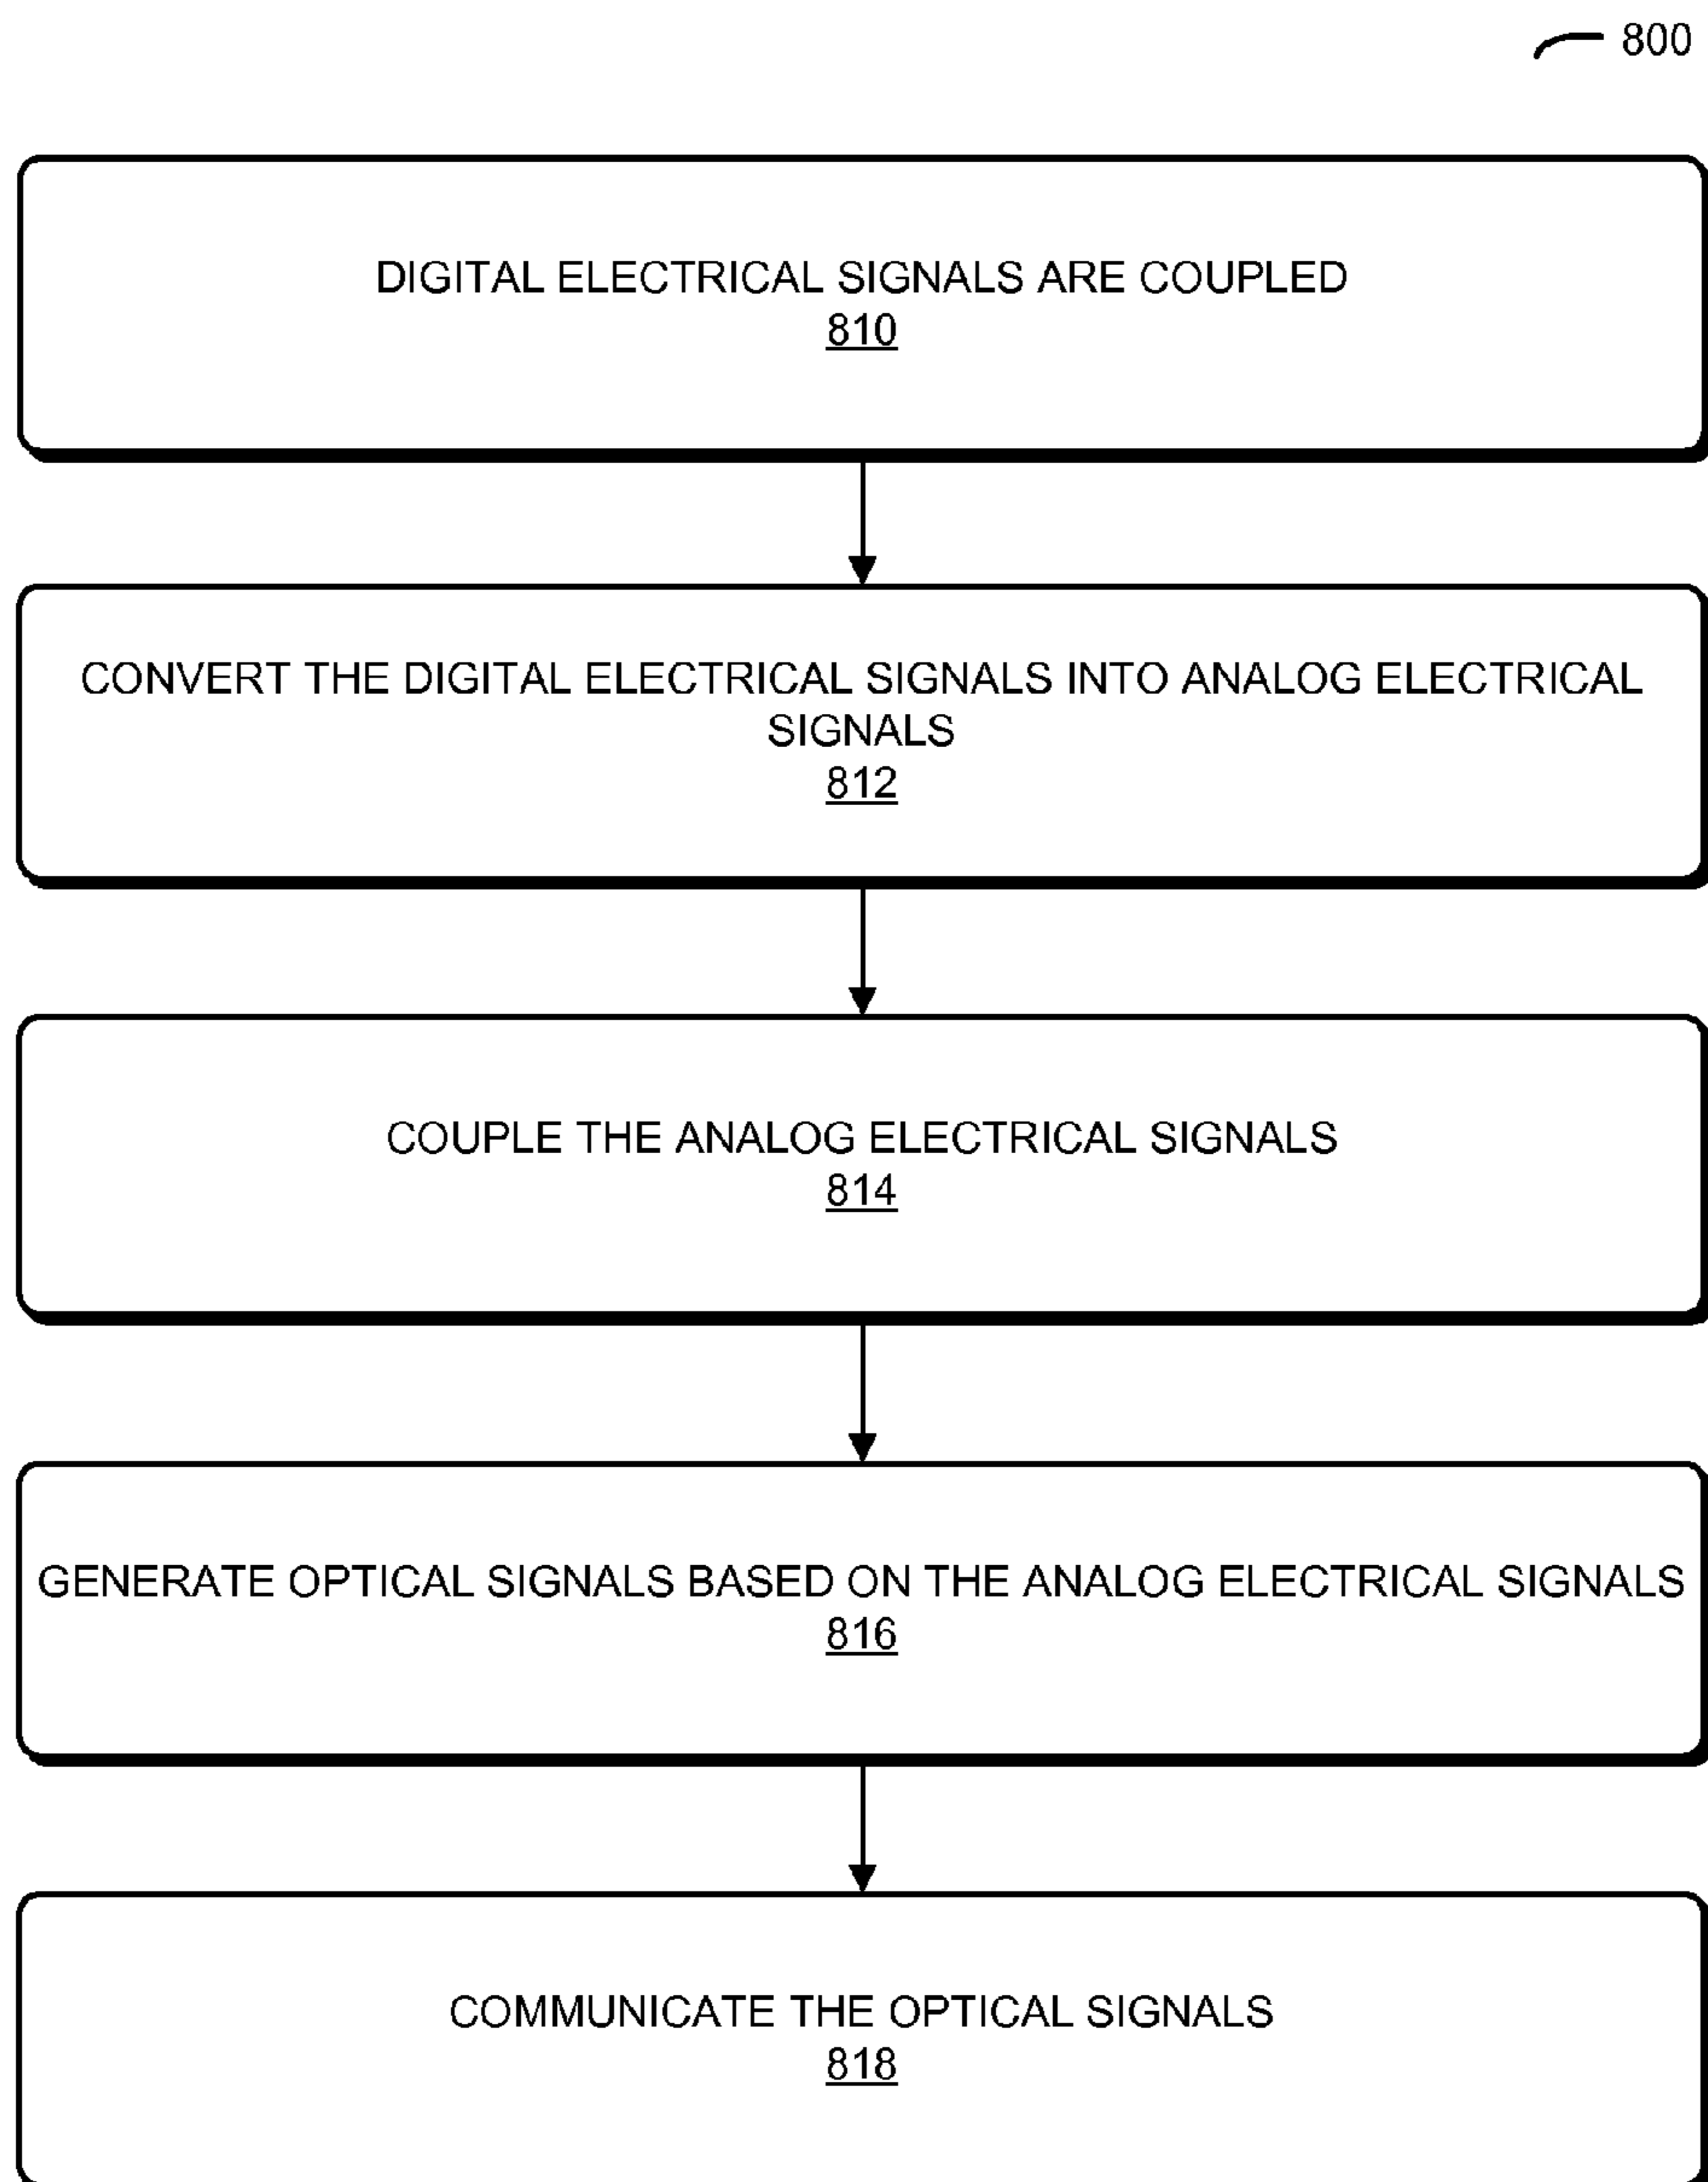 800
DIGITAL ELECTRICAL SIGNALS ARE COUPLED
810
CONVERT THE DIGITAL ELECTRICAL SIGNALS INTO ANALOG ELECTRICAL
SIGNALS
812
COUPLE THE ANALOG ELECTRICAL SIGNALS
814
GENERATE OPTICAL SIGNALS BASED ON THE ANALOG ELECTRICAL SIGNALS
816
COMMUNICATE THE OPTICAL SIGNALS
818